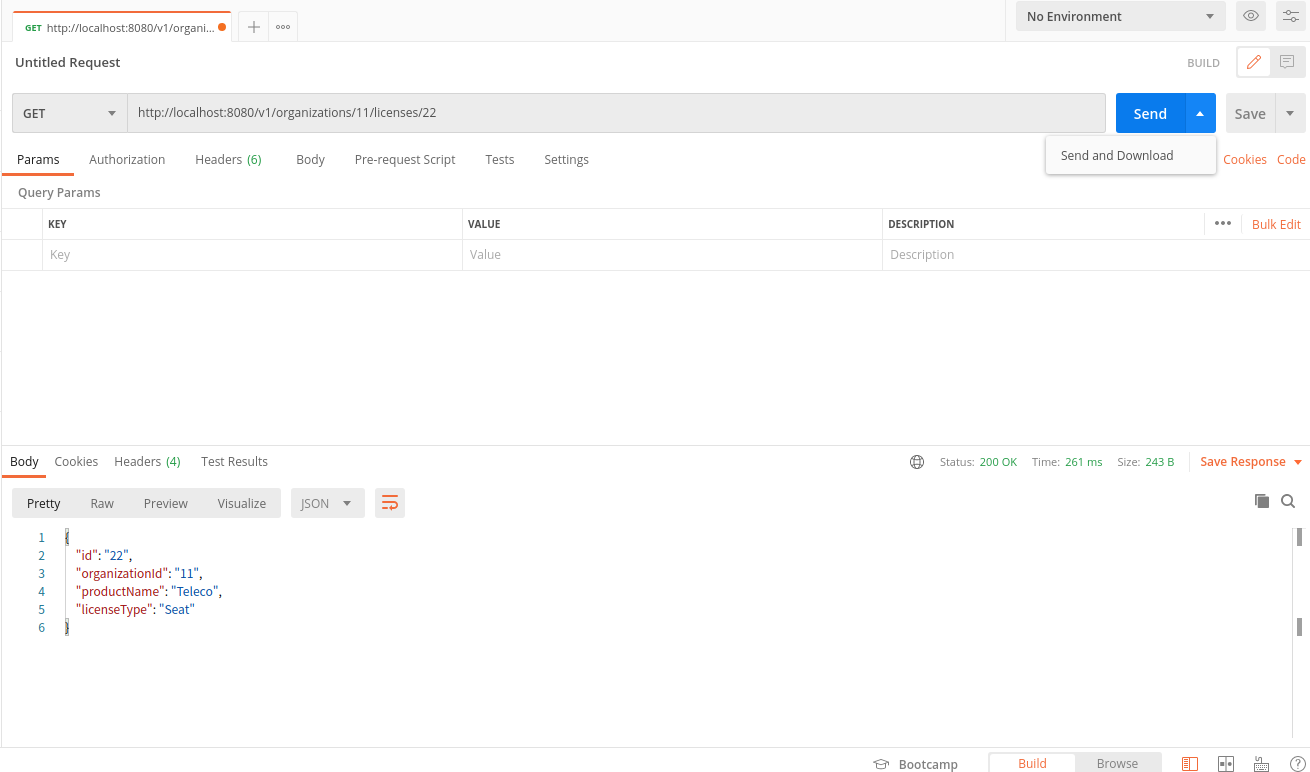 GET http://localhost:8080/v1/organi... No Environment
Untitled Request BUILD
GET http://localhost:8080/v1/organizations/11/licenses/22 Send Save
Send and Download
Params Authorization Headers (6) Body Pre-request Script Tests Settings Cookies Code
Query Params
KEY VALUE DESCRIPTION Bulk Edit
Key Value Description
Body Cookies Headers (4) Test Results Status: 200 OK Time: 261 ms Size: 243 B Save Response
Pretty Raw Preview Visualize JSON
1 {
2 "id": "22",
3 "organizationId": "11",
4 "productName": "Teleco",
5 "licenseType": "Seat"
6 }
Bootcamp Build Browse